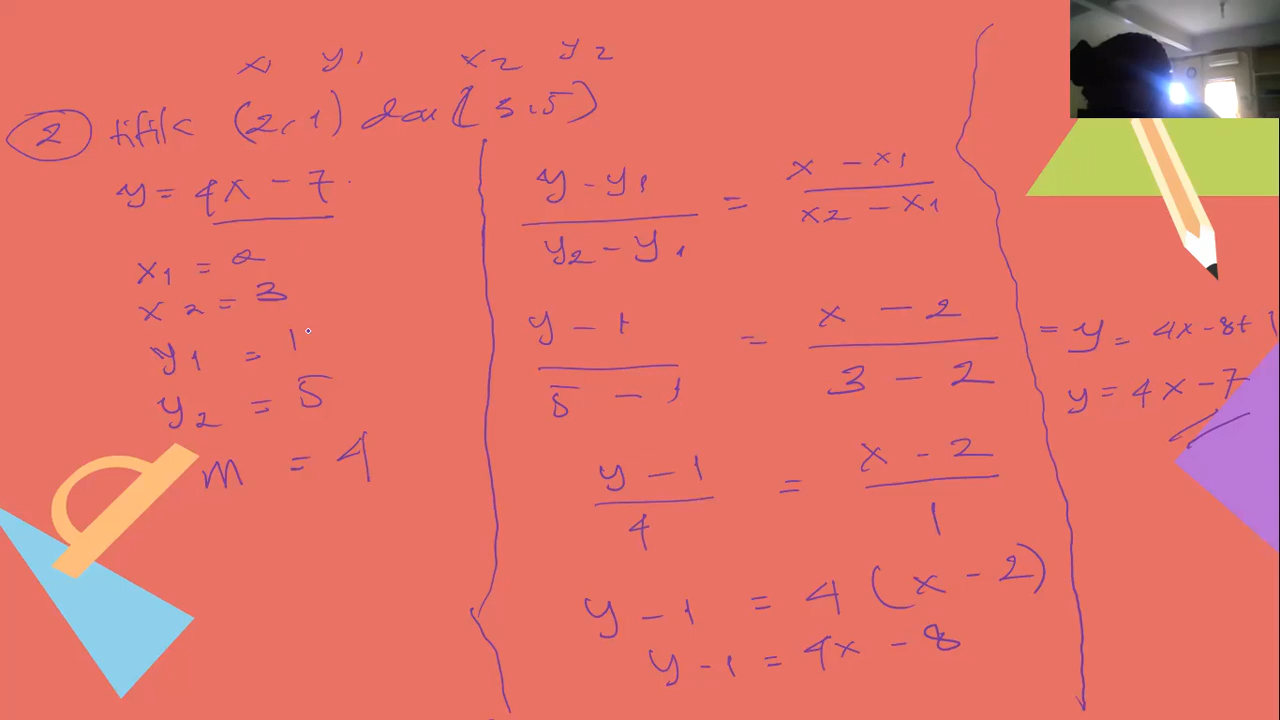 x1 y1 x2 y2
2 titik (2,1) dan (3,5)
y = 4x - 7
x1 = 2
x2 = 3
y1 = 1
y2 = 5
m = 4
y - y1 / y2 - y1 = x - x1 / x2 - x1
y - 1 / 5 - 1 = x - 2 / 3 - 2
y - 1 / 4 = x - 2 / 1
y - 1 = 4 (x - 2)
y - 1 = 4x - 8
= y = 4x - 8 + 1
y = 4x - 7